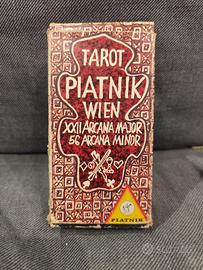 TAROT
PIATNIK
WIEN
XXII ARCANA MAJOR
56 ARCANA MINOR
PIATNIK